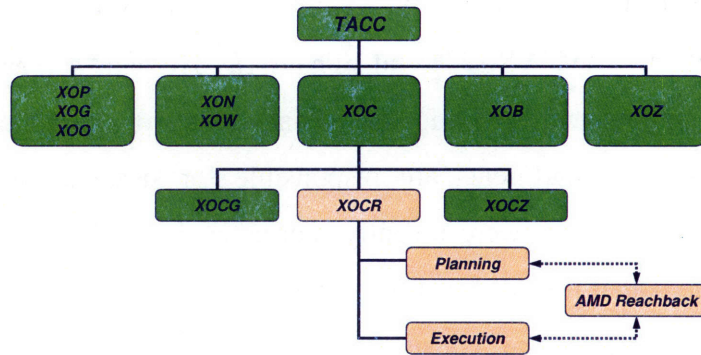 TACC
XOP
XOG
XOO
XON
XOW
XOC
XOB
XOZ
XOCG
XOCR
XOCZ
Planning
AMD Reachback
Execution